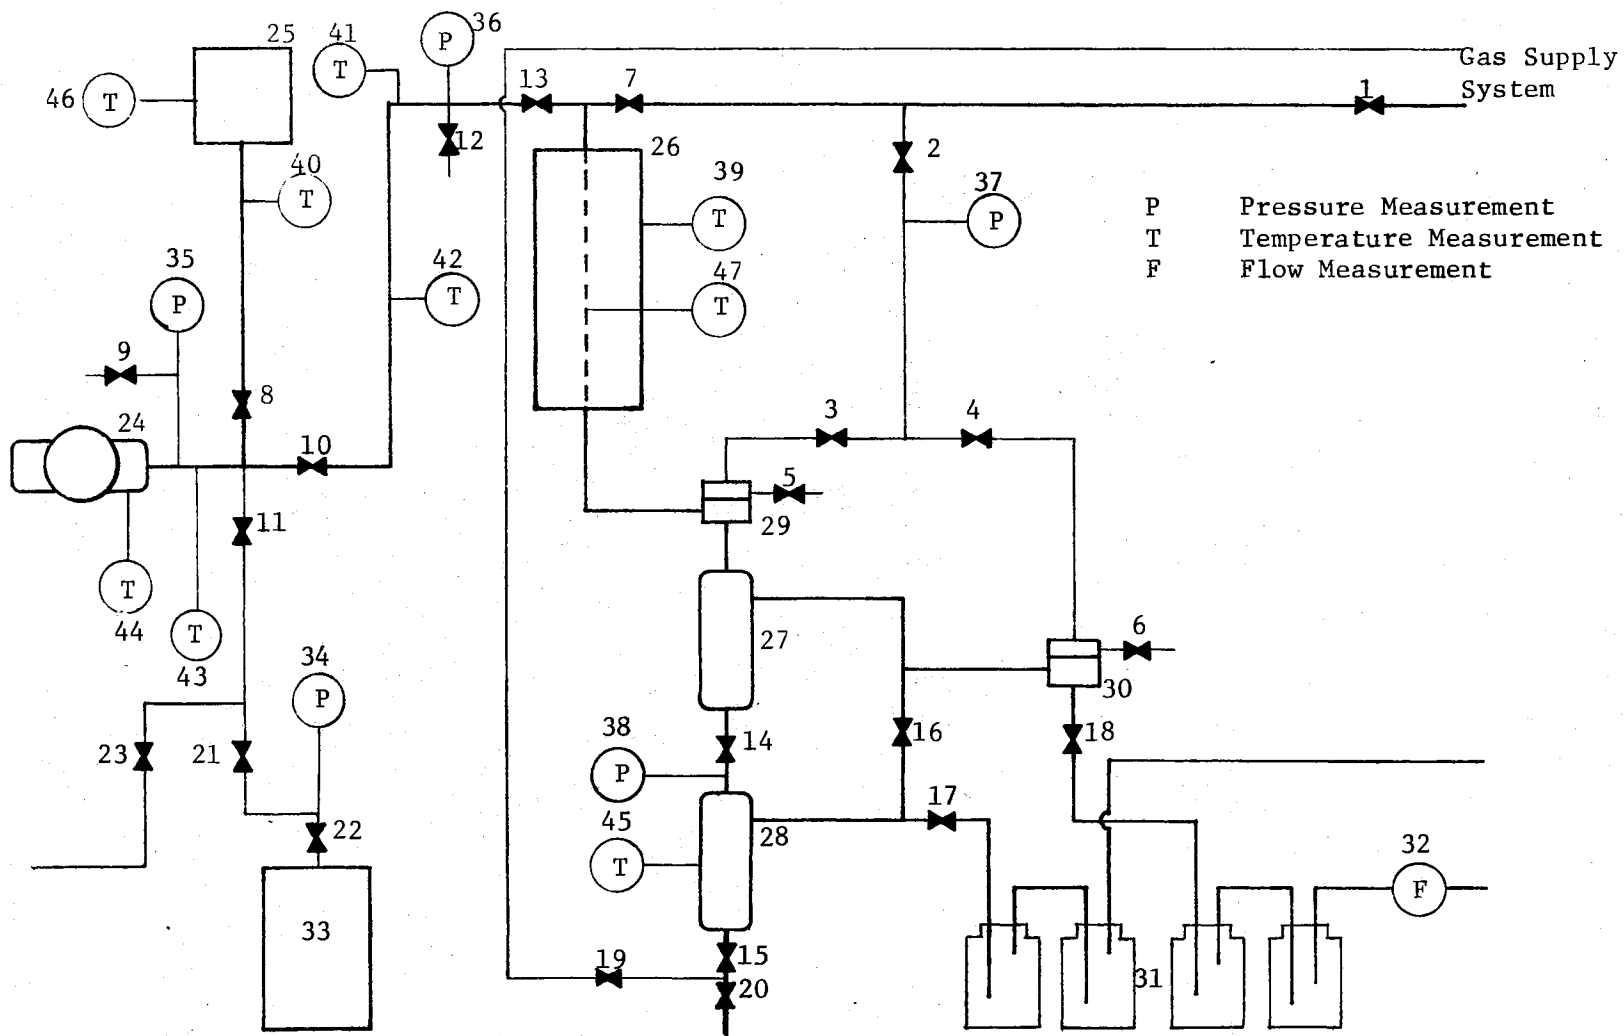 36
25
41
P
Gas Supply
T
13
7
1
System
46
T
12
26
2
40
39
37
T
T
P
P Pressure Measurement
T Temperature Measurement
F Flow Measurement
35
42
47
P
T
T
9
8
3
4
24
10
5
11
29
T
6
44
T
27
34
30
43
P
38
16
18
23
21
14
P
17
45
22
28
32
T
F
33
19
15
31
20